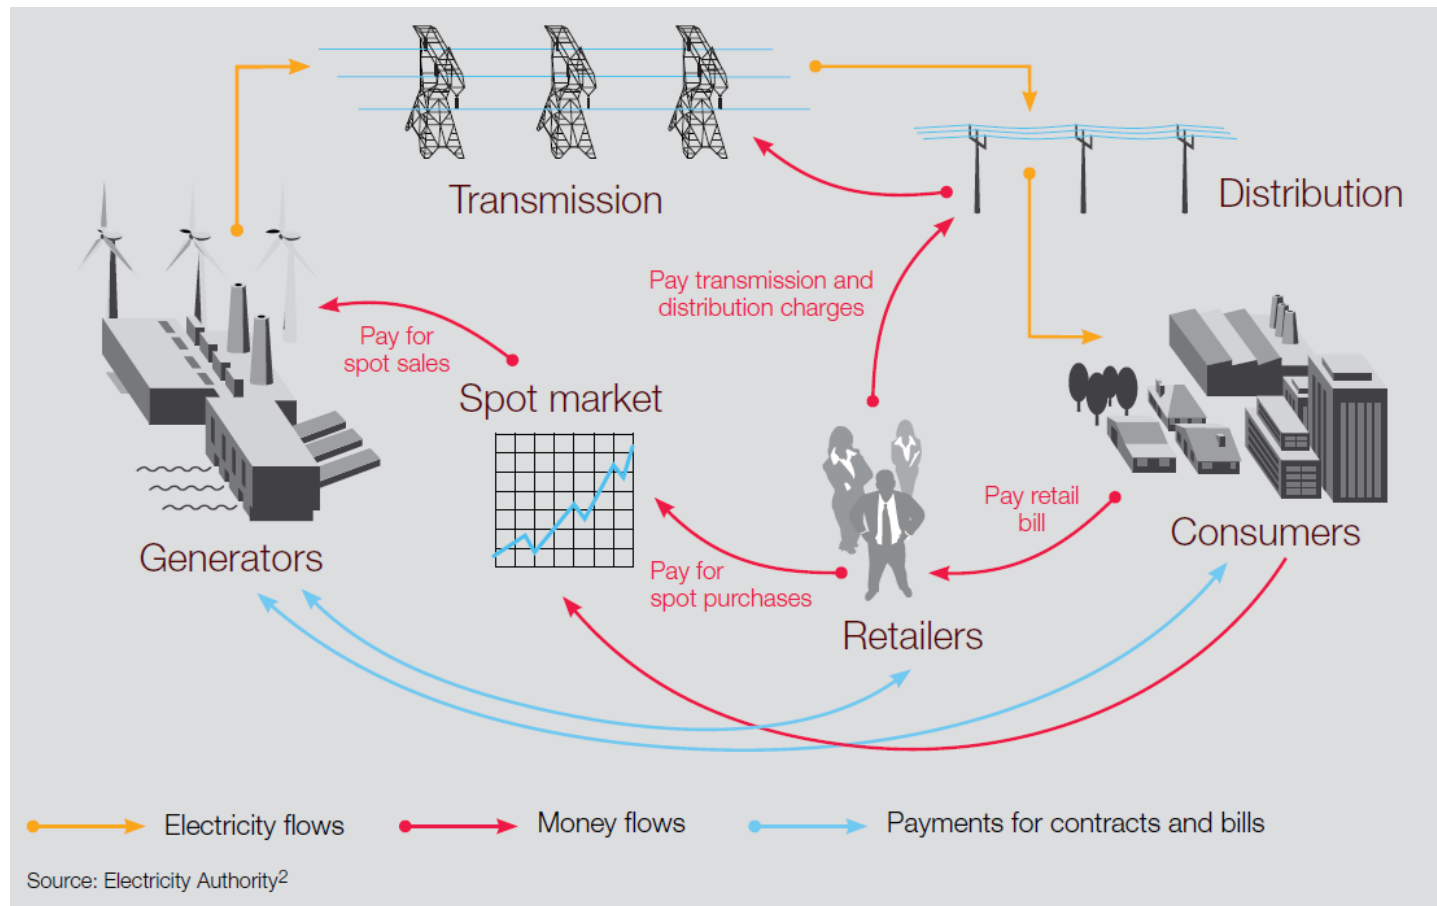 Transmission
Distribution
Pay transmission and
distribution charges
Pay for
spot sales
Spot market
Generators
Pay retail
bill
Consumers
Pay for
spot purchases
Retailers
Electricity flows
Money flows
Payments for contracts and bills
Source: Electricity Authority2